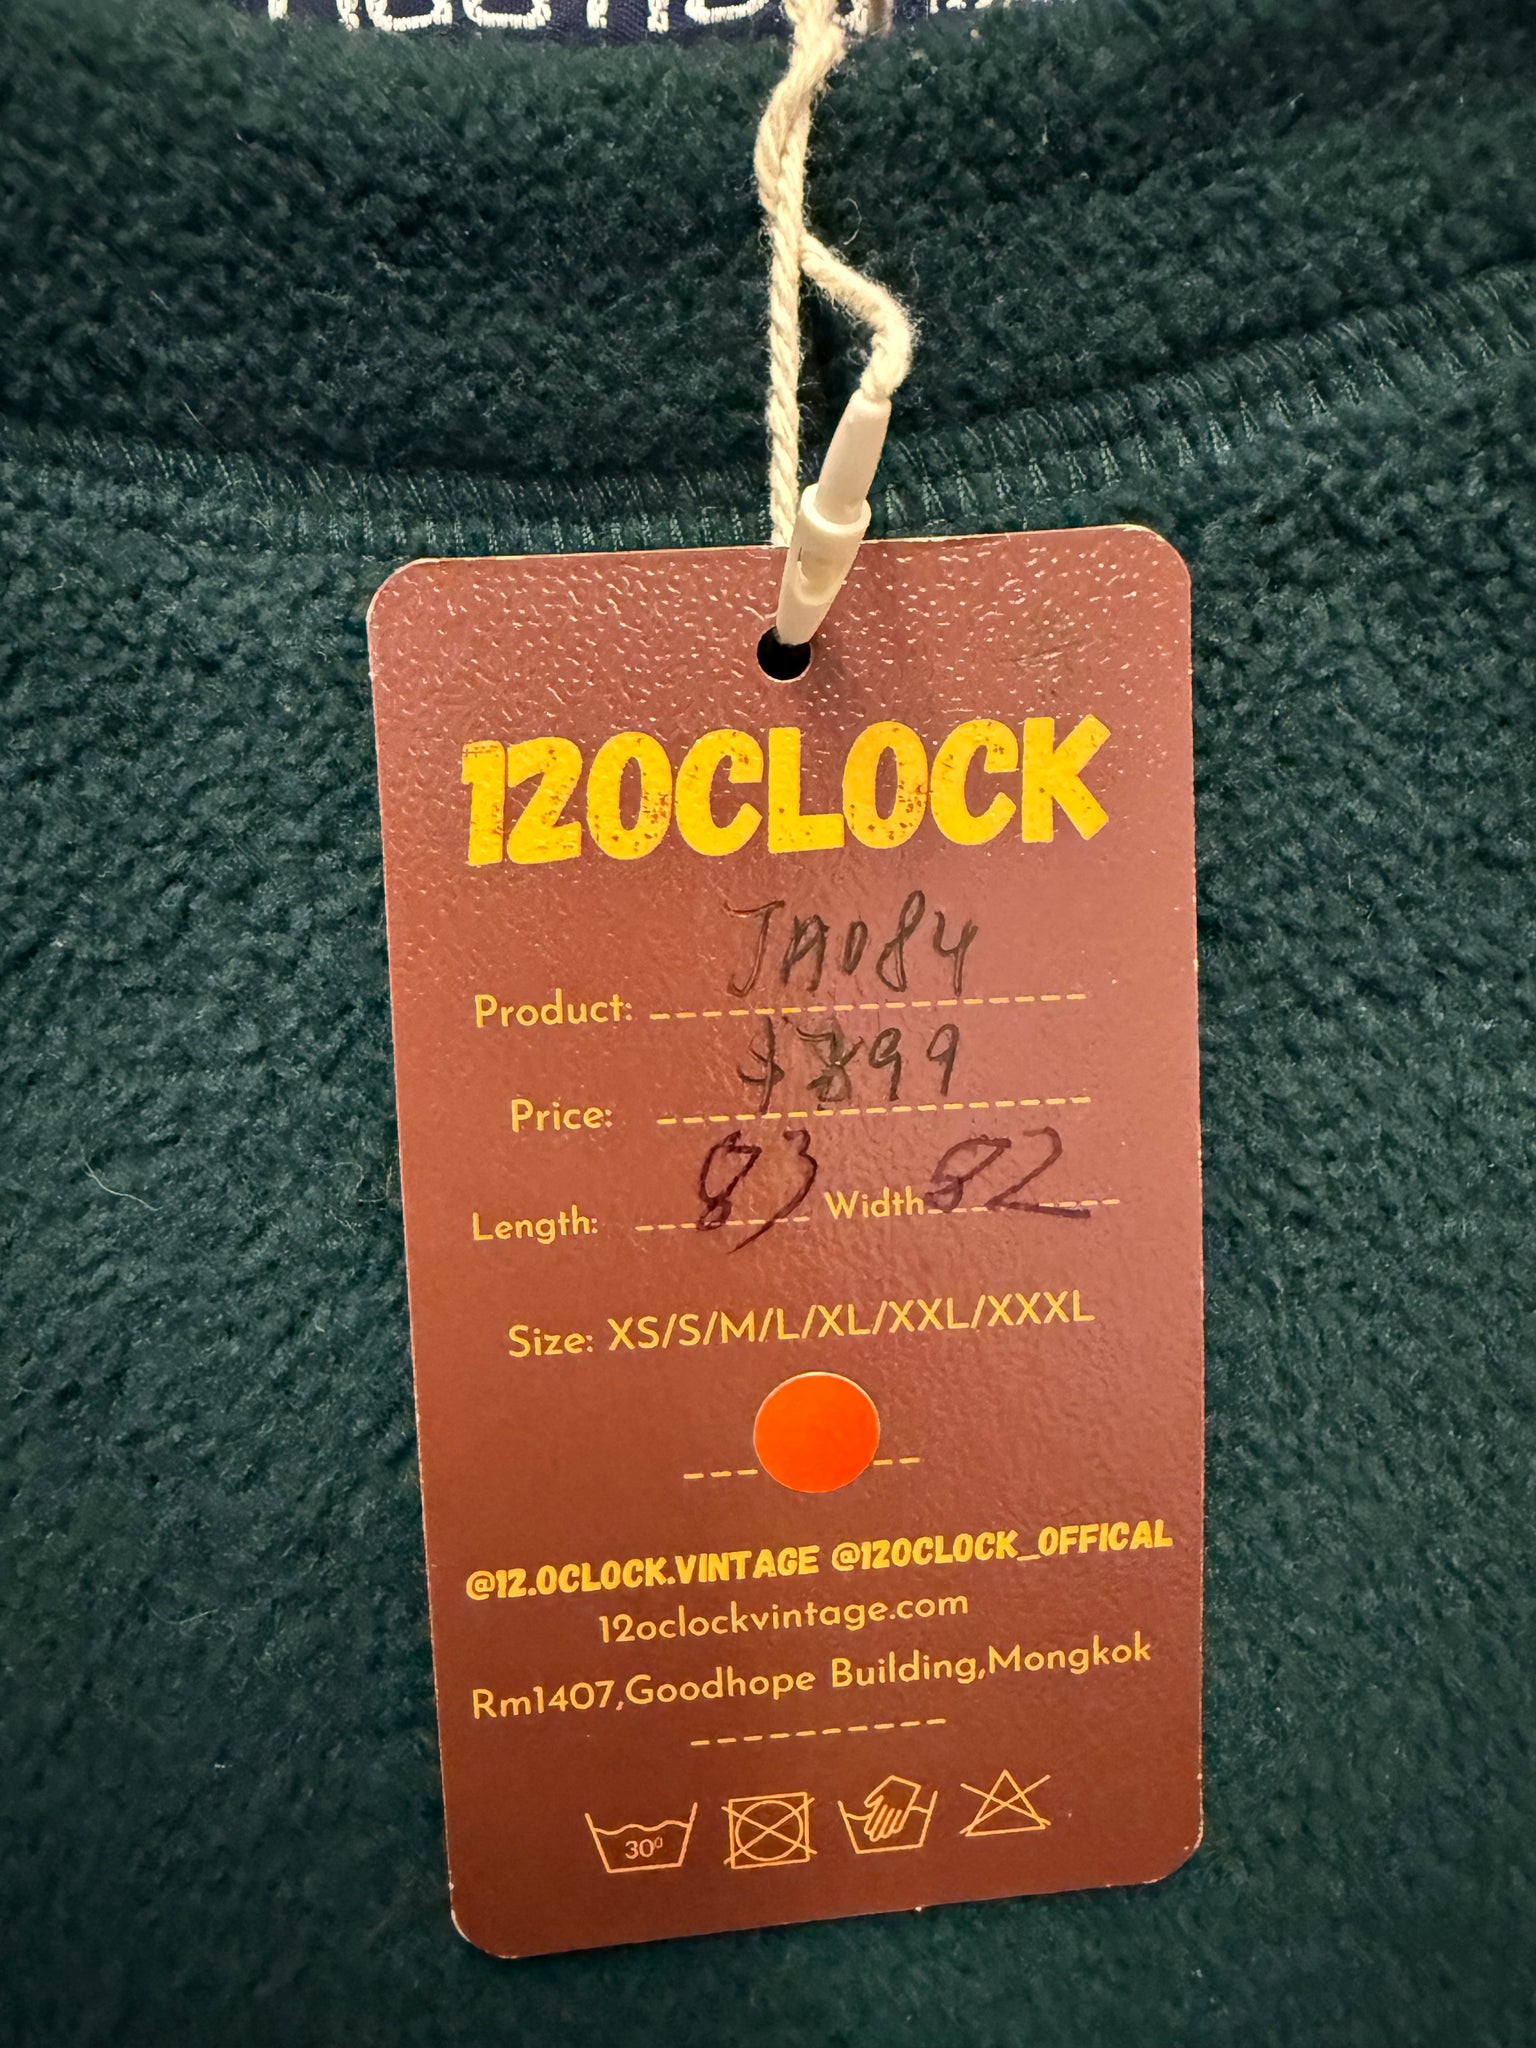 12OCLOCK
Product: JA084
Price: $899
Length: 83 Width 82
Size: XS/S/M/L/XL/XXL/XXXL
@12.OCLOCK.VINTAGE @12OCLOCK_OFFICAL
12oclockvintage.com
Rm1407,Goodhope Building,Mongkok
30°